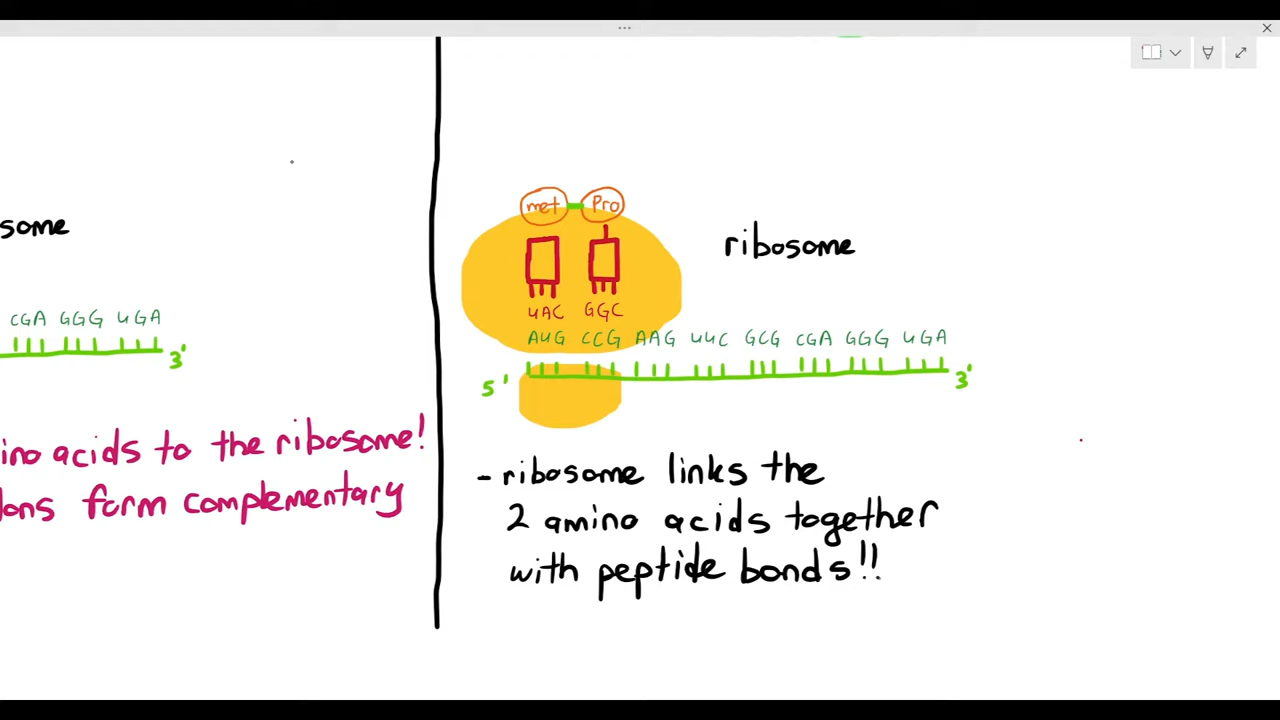 some
CGA GGG UGA
3'
ino acids to the ribosome!
ons form complementary
met Pro
ribosome
UAC GGC
AUG CCG AAG UUC GCG CGA GGG UGA
5' 3'
- ribosome links the
2 amino acids together
with peptide bonds!!